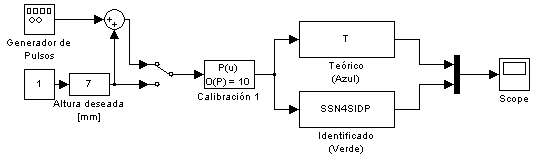 Generador de
Pulsos
1
7
Altura deseada
[mm]
P(u)
O(P) = 10
Calibración 1
T
Teórico
(Azul)
SSN4SIDP
Identificado
(Verde)
Scope